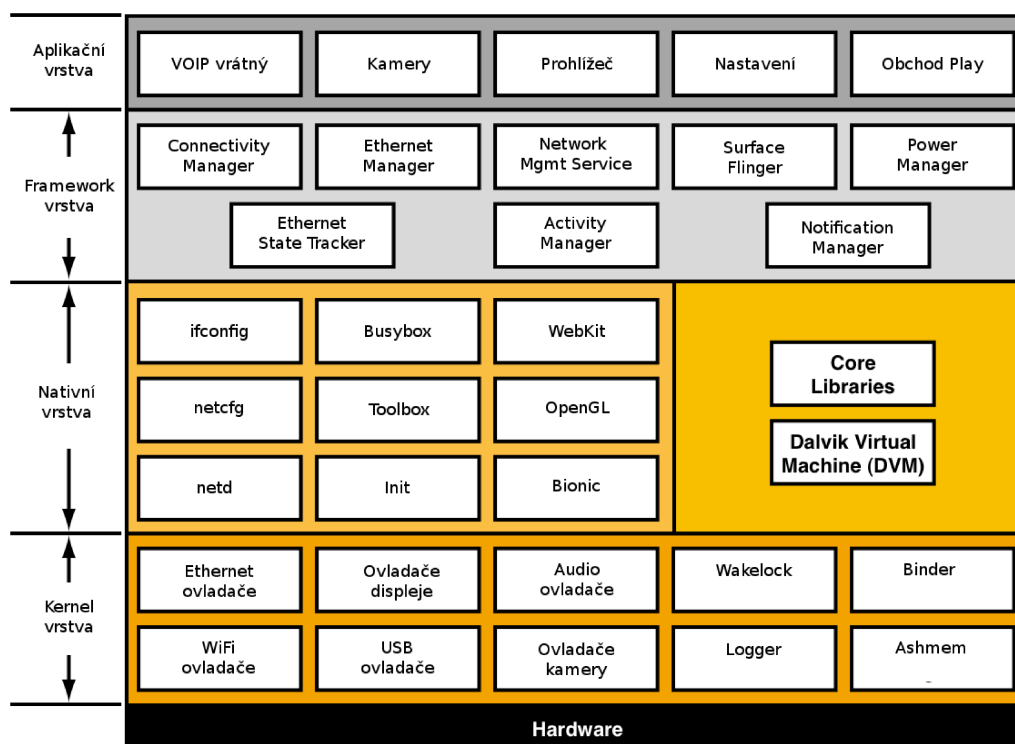 Aplikační
vrstva
VOIP vrátný
Kamery
Prohlížeč
Nastavení
Obchod Play
Framework
vrstva
Connectivity
Manager
Ethernet
Manager
Network
Mgmt Service
Surface
Flinger
Power
Manager
Ethernet
State Tracker
Activity
Manager
Notification
Manager
Nativní
vrstva
ifconfig
Busybox
WebKit
netcfg
Toolbox
OpenGL
netd
Init
Bionic
Core
Libraries
Dalvik Virtual
Machine (DVM)
Kernel
vrstva
Ethernet
ovladače
Ovladače
displeje
Audio
ovladače
Wakelock
Binder
WiFi
ovladače
USB
ovladače
Ovladače
kamery
Logger
Ashmem
Hardware